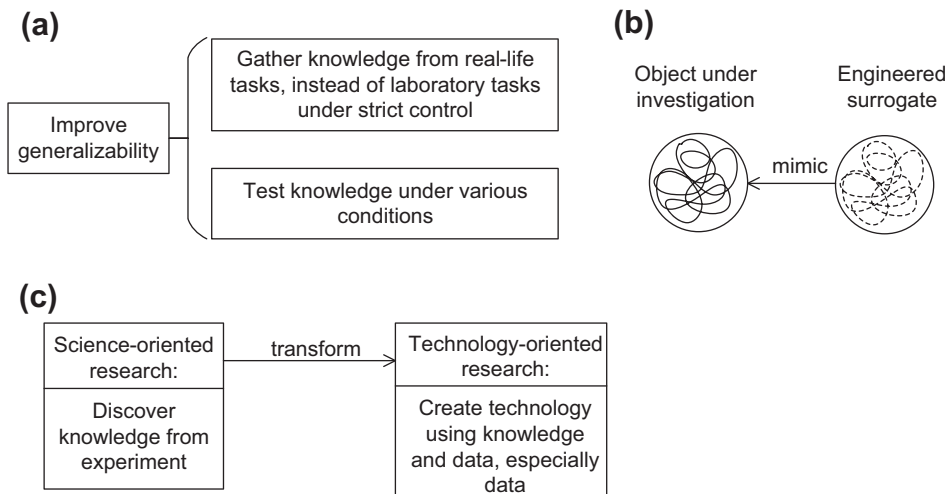 (a)
Gather knowledge from real-life
tasks, instead of laboratory tasks
under strict control
Improve
generalizability
Test knowledge under various
conditions
(b)
Object under
investigation
Engineered
surrogate
mimic
(c)
Science-oriented
research:
Discover
knowledge from
experiment
transform
Technology-oriented
research:
Create technology
using knowledge
and data, especially
data